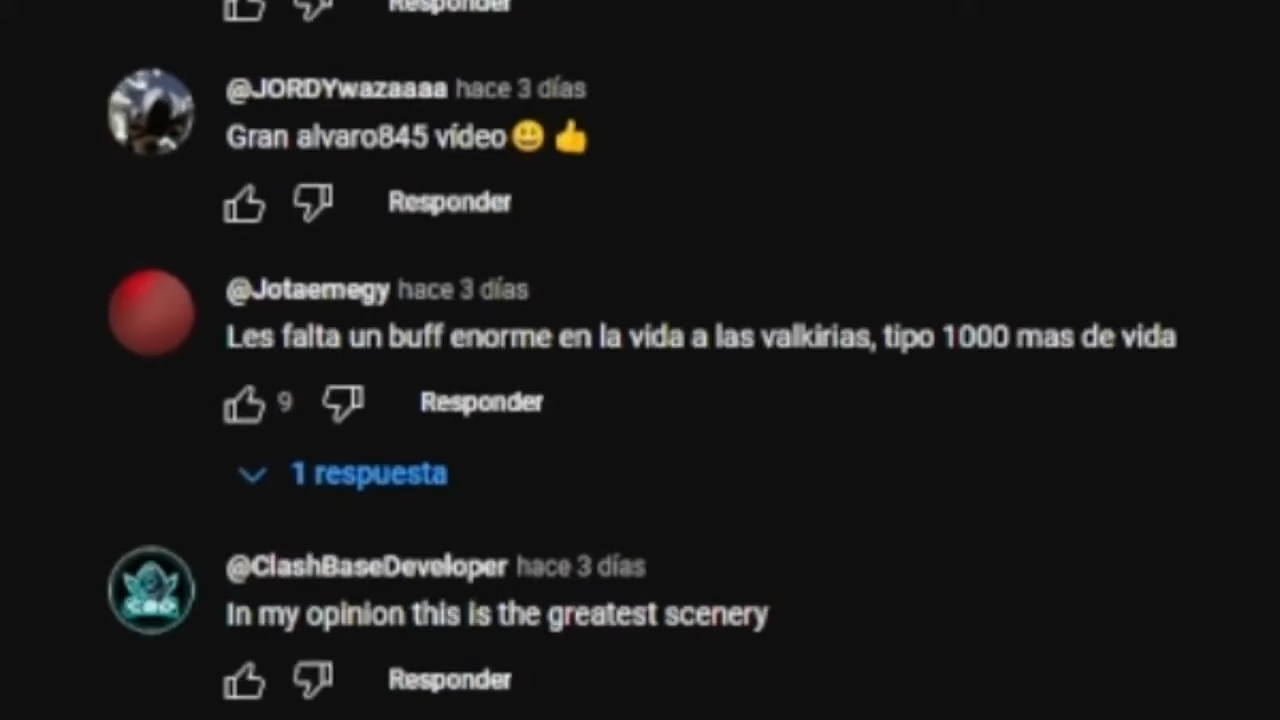 Responder
@JORDYwazaaaa hace 3 días
Gran alvaro845 vídeo😃 👍
Responder
@Jotaemegy hace 3 días
Les falta un buff enorme en la vida a las valkirias, tipo 1000 mas de vida
9 Responder
1 respuesta
@ClashBaseDeveloper hace 3 días
In my opinion this is the greatest scenery
Responder